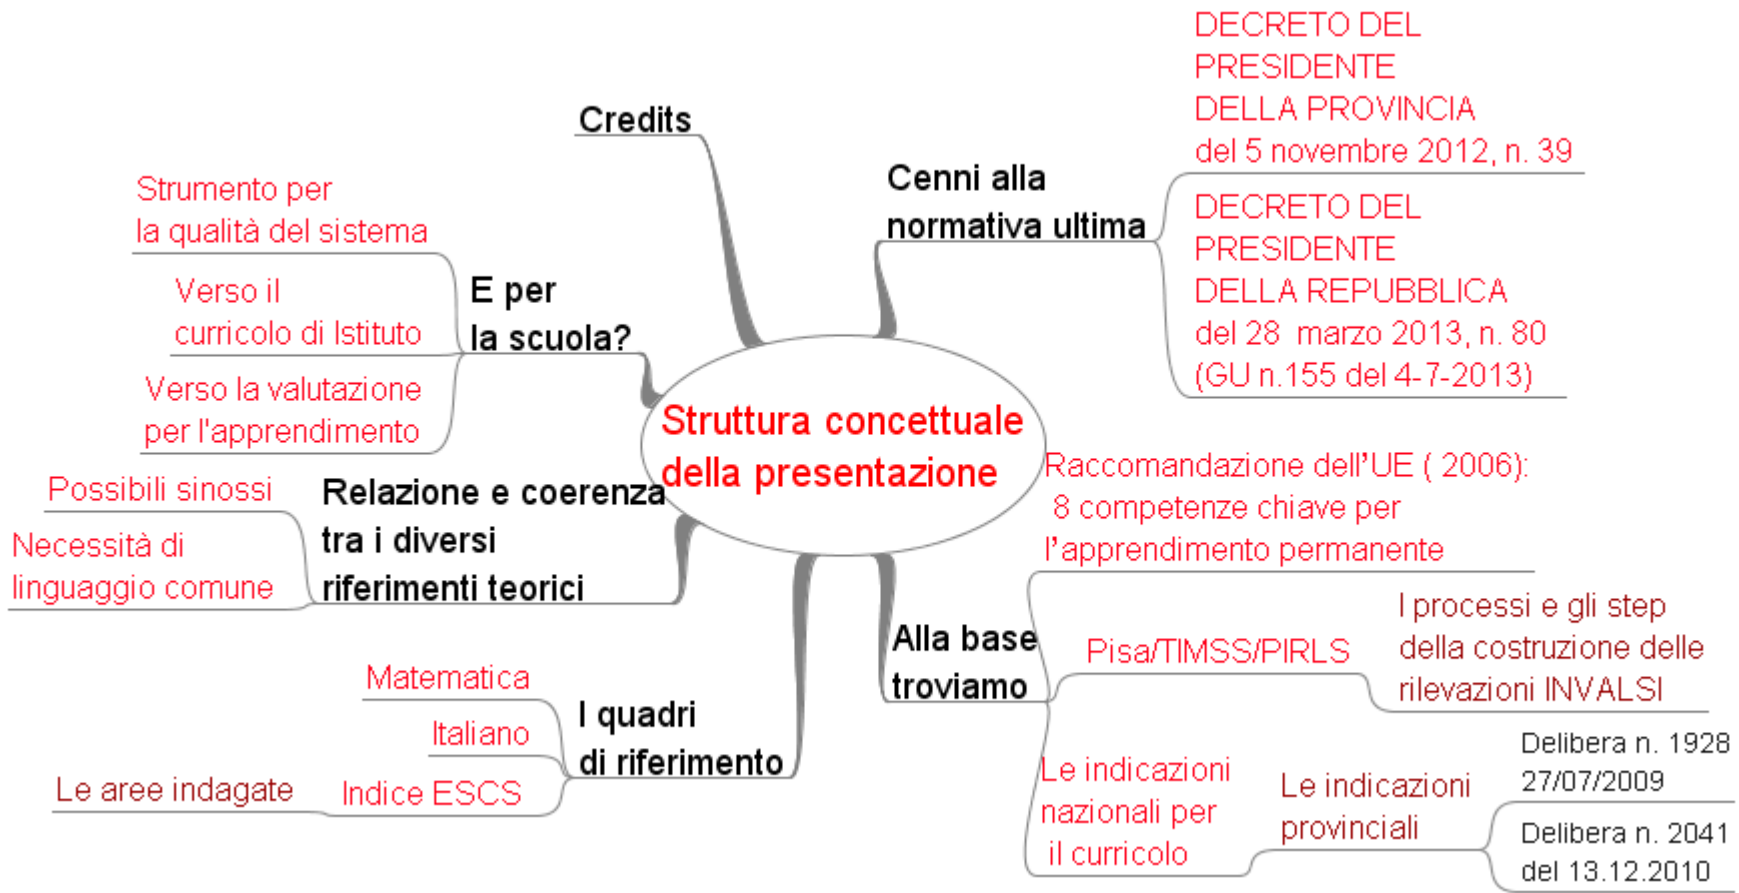 Struttura concettuale
della presentazione
Cenni alla
normativa ultima
DECRETO DEL
PRESIDENTE
DELLA PROVINCIA
del 5 novembre 2012, n. 39
DECRETO DEL
PRESIDENTE
DELLA REPUBBLICA
del 28  marzo 2013, n. 80
(GU n.155 del 4-7-2013)
Alla base
troviamo
Raccomandazione dell’UE ( 2006):
8 competenze chiave per
l’apprendimento permanente
Pisa/TIMSS/PIRLS
I processi e gli step
della costruzione delle
rilevazioni INVALSI
Le indicazioni
nazionali per
il curricolo
Le indicazioni
provinciali
Delibera n. 1928
27/07/2009
Delibera n. 2041
del 13.12.2010
I quadri
di riferimento
Matematica
Italiano
Indice ESCS
Le aree indagate
Relazione e coerenza
tra i diversi
riferimenti teorici
Possibili sinossi
Necessità di
linguaggio comune
E per
la scuola?
Strumento per
la qualità del sistema
Verso il
curricolo di Istituto
Verso la valutazione
per l'apprendimento
Credits